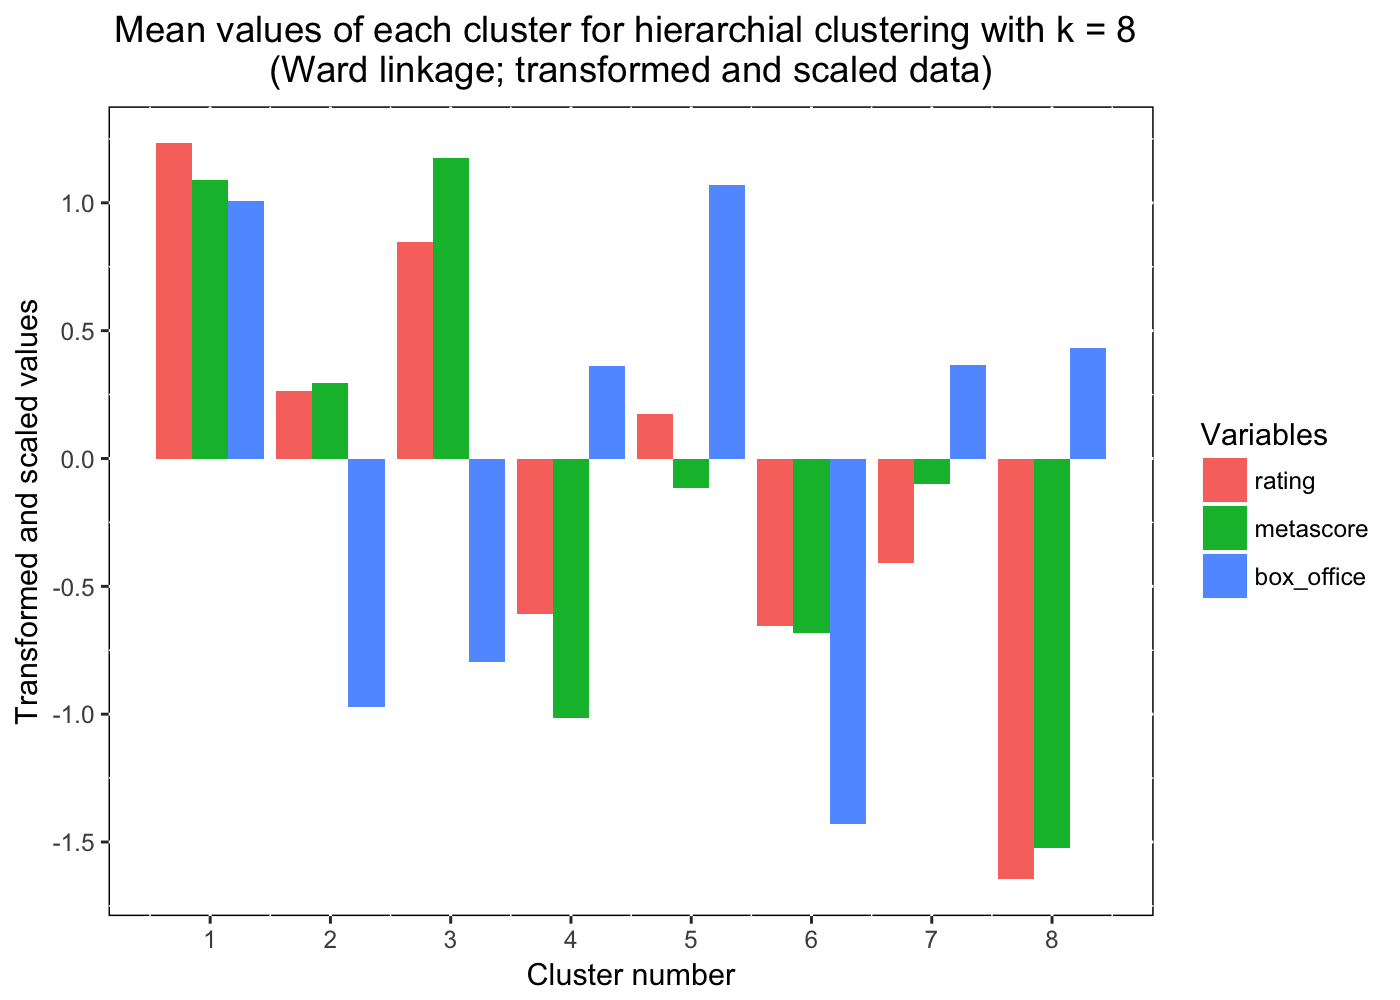 Mean values of each cluster for hierarchial clustering with k = 8
(Ward linkage; transformed and scaled data)
Transformed and scaled values
1.0
0.5
0.0
-0.5
-1.0
-1.5
1 2 3 4 5 6 7 8
Cluster number
Variables
rating
metascore
box_office